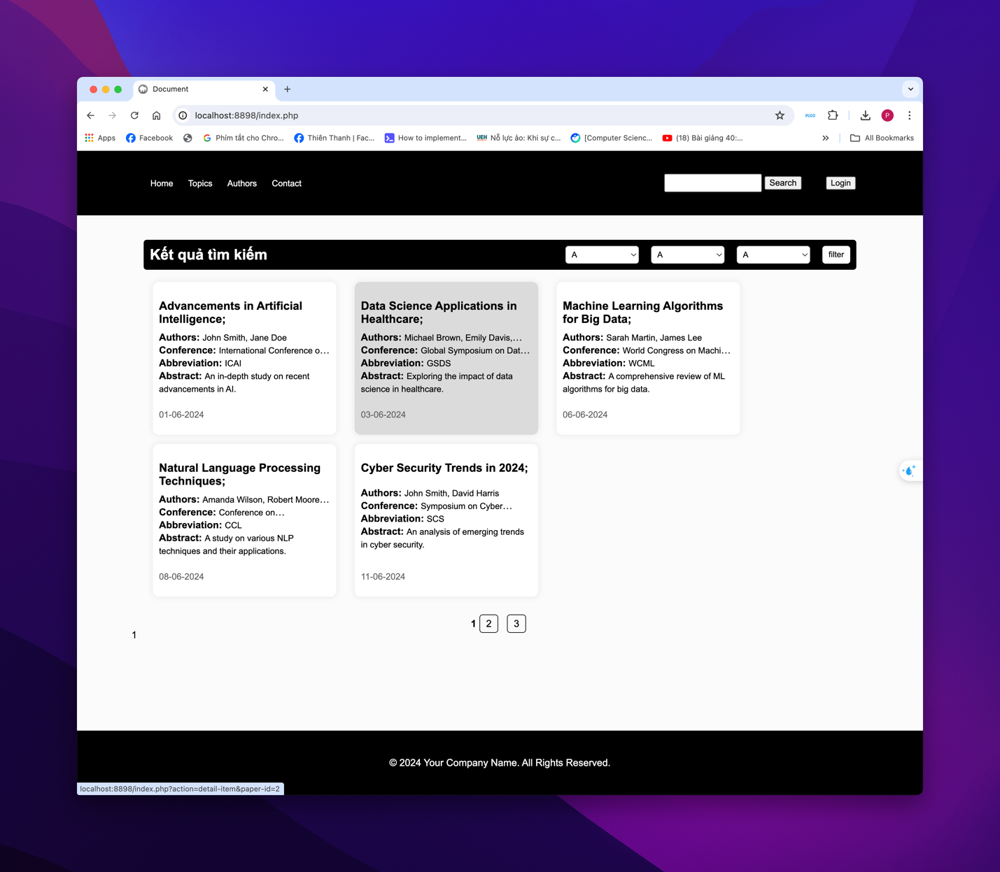 Document
localhost:8898/index.php
PUGO
P
Apps
Facebook
Phím tắt cho Chro...
Thiên Thanh | Fac...
How to implement...
UEH Nỗ lực ảo: Khi sự c...
[Computer Scienc...
(18) Bài giảng 40:...
All Bookmarks
Home Topics Authors Contact
Search
Login
Kết quả tìm kiếm
A
A
A
filter
Advancements in Artificial
Intelligence;
Authors: John Smith, Jane Doe
Conference: International Conference o...
Abbreviation: ICAI
Abstract: An in-depth study on recent
advancements in AI.
01-06-2024
Data Science Applications in
Healthcare;
Authors: Michael Brown, Emily Davis,...
Conference: Global Symposium on Dat...
Abbreviation: GSDS
Abstract: Exploring the impact of data
science in healthcare.
03-06-2024
Machine Learning Algorithms
for Big Data;
Authors: Sarah Martin, James Lee
Conference: World Congress on Machi...
Abbreviation: WCML
Abstract: A comprehensive review of ML
algorithms for big data.
06-06-2024
Natural Language Processing
Techniques;
Authors: Amanda Wilson, Robert Moore...
Conference: Conference on...
Abbreviation: CCL
Abstract: A study on various NLP
techniques and their applications.
08-06-2024
Cyber Security Trends in 2024;
Authors: John Smith, David Harris
Conference: Symposium on Cyber...
Abbreviation: SCS
Abstract: An analysis of emerging trends
in cyber security.
11-06-2024
1 2 3
1
© 2024 Your Company Name. All Rights Reserved.
localhost:8898/index.php?action=detail-item&paper-id=2